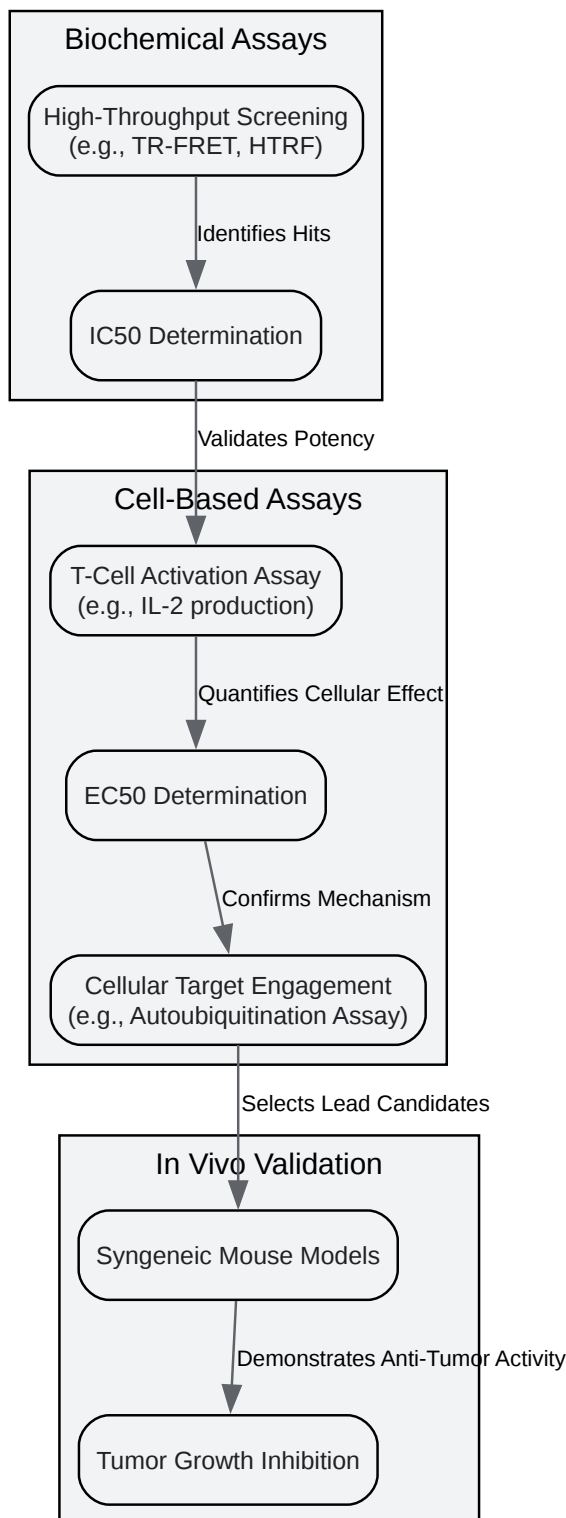 Biochemical Assays
High-Throughput Screening
(e.g., TR-FRET, HTRF)
Identifies Hits
IC50 Determination
Validates Potency
Cell-Based Assays
T-Cell Activation Assay
(e.g., IL-2 production)
Quantifies Cellular Effect
EC50 Determination
Confirms Mechanism
Cellular Target Engagement
(e.g., Autoubiquitination Assay)
Selects Lead Candidates
In Vivo Validation
Syngeneic Mouse Models
Demonstrates Anti-Tumor Activity
Tumor Growth Inhibition